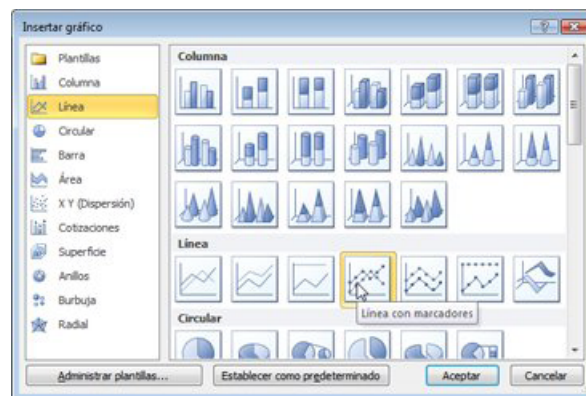 Insertar gráfico
Plantillas
Columna
Línea
Circular
Barra
Área
X Y (Dispersión)
Cotizaciones
Superficie
Anillos
Burbuja
Radial
Columna
Línea
Línea con marcadores
Circular
Administrar plantillas...
Establecer como predeterminado
Aceptar
Cancelar